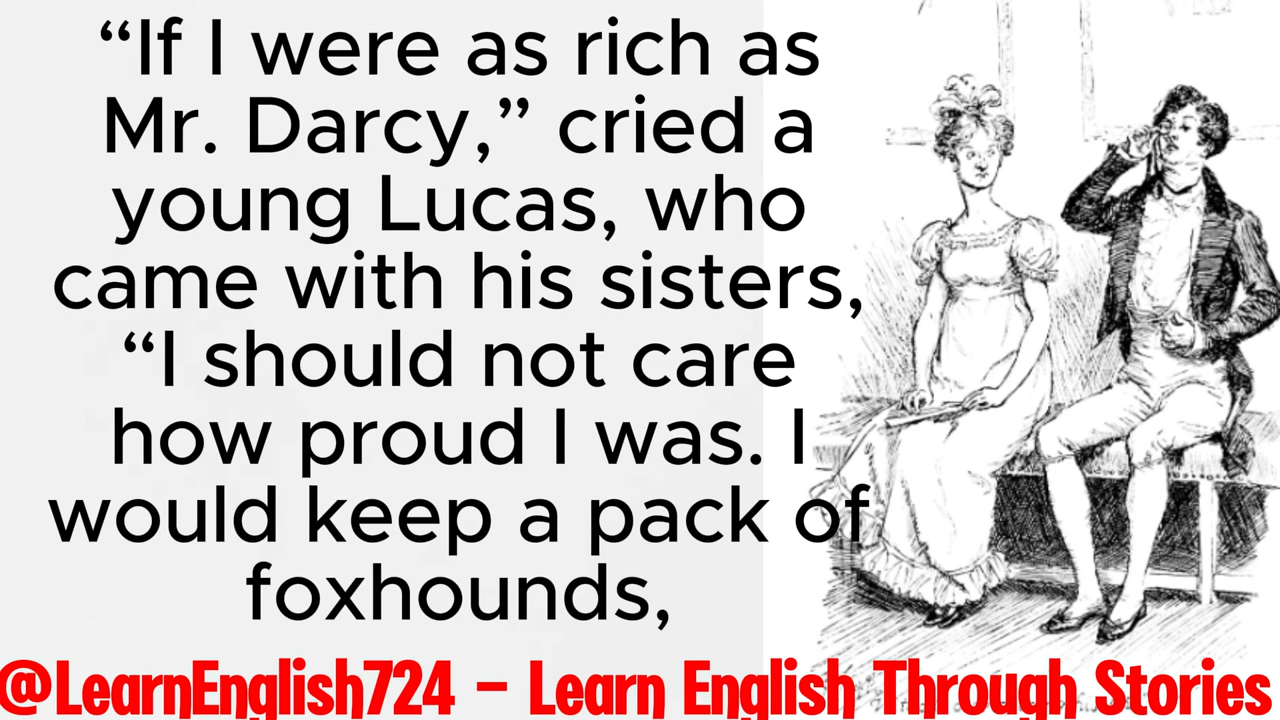 “If I were as rich as
Mr. Darcy,” cried a
young Lucas, who
came with his sisters,
“I should not care
how proud I was. I
would keep a pack of
foxhounds,
@LearnEnglish724 – Learn English Through Stories